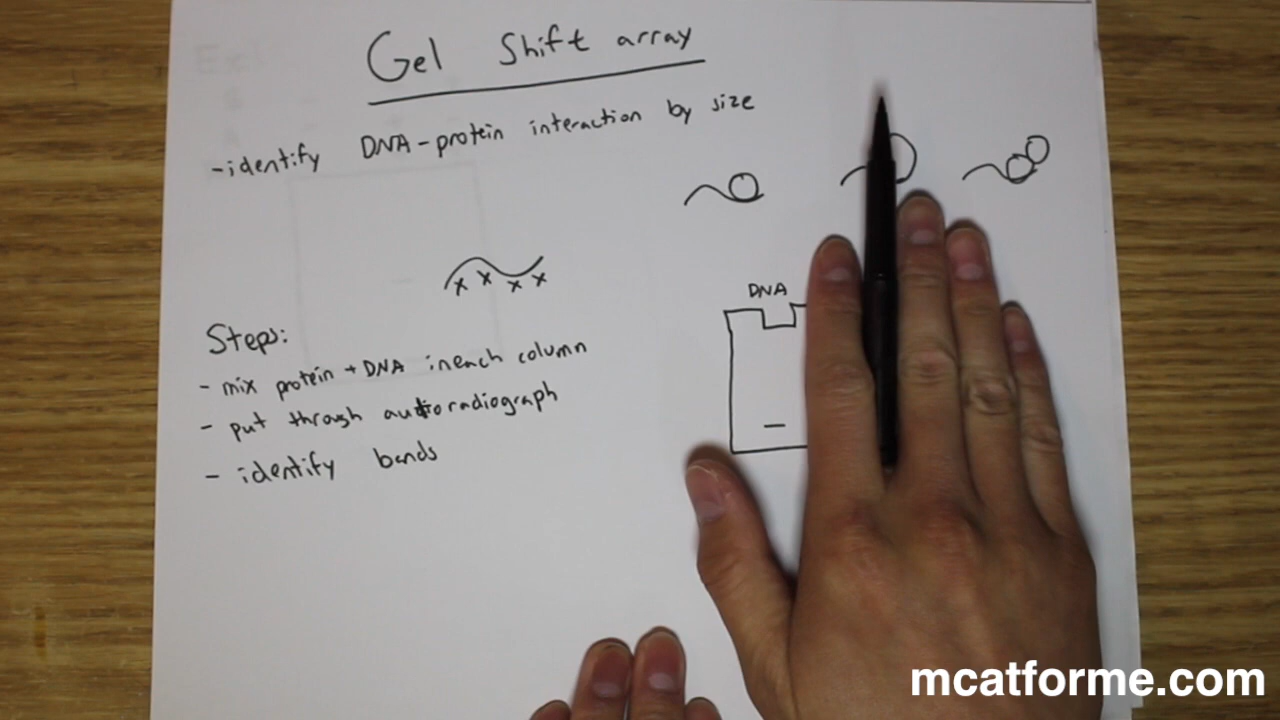 Gel Shift array
-identify DNA-protein interaction by size
x x x x
DNA
Steps:
- mix protein + DNA in each column
- put through autoradiograph
- identify bands
mcatforme.com